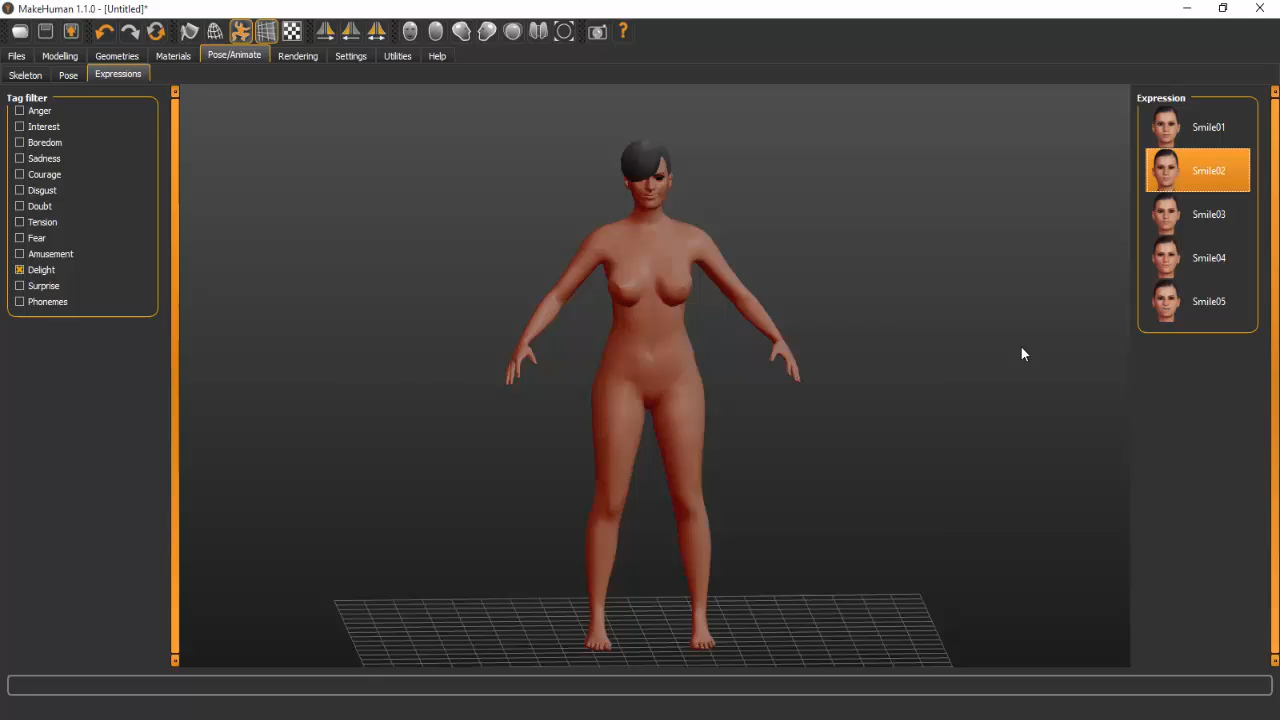 MakeHuman 1.1.0 - [Untitled]*
?
Files Modelling Geometries Materials Pose/Animate Rendering Settings Utilities Help
Skeleton Pose Expressions
Tag filter
Anger
Interest
Boredom
Sadness
Courage
Disgust
Doubt
Tension
Fear
Amusement
Delight
Surprise
Phonemes
Expression
Smile01
Smile02
Smile03
Smile04
Smile05